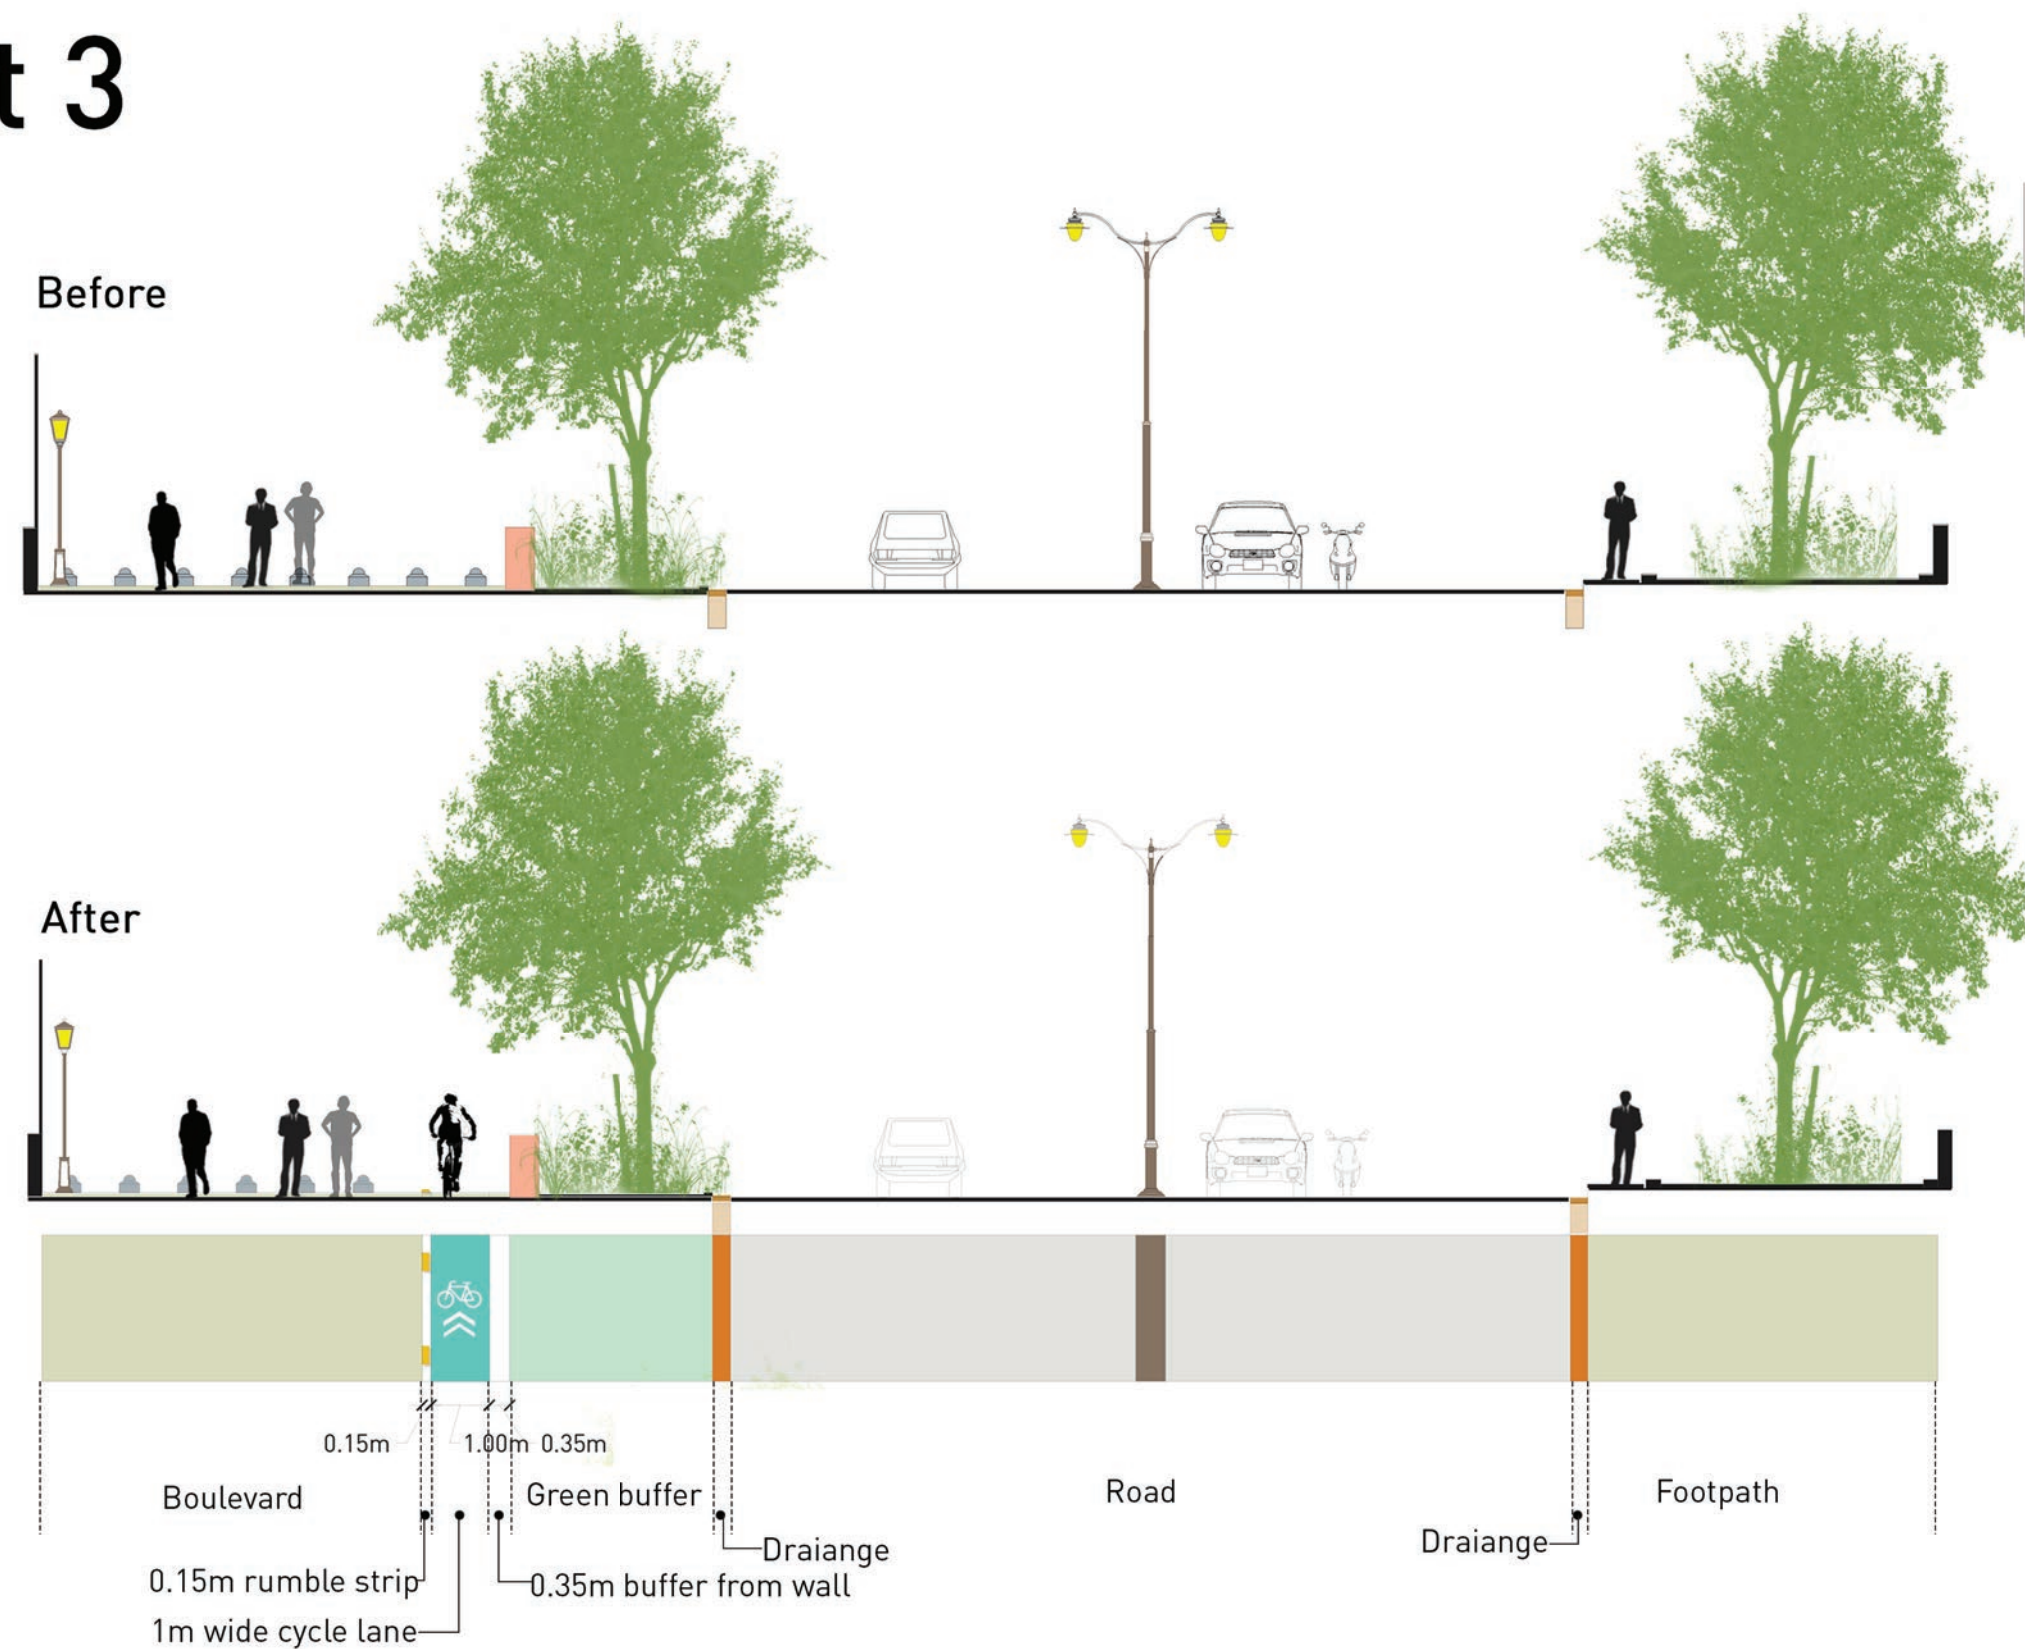 t 3
Before
After
0.15m 1.00m 0.35m
Boulevard
Green buffer
Road
Footpath
Draiange
Draiange
0.15m rumble strip
0.35m buffer from wall
1m wide cycle lane